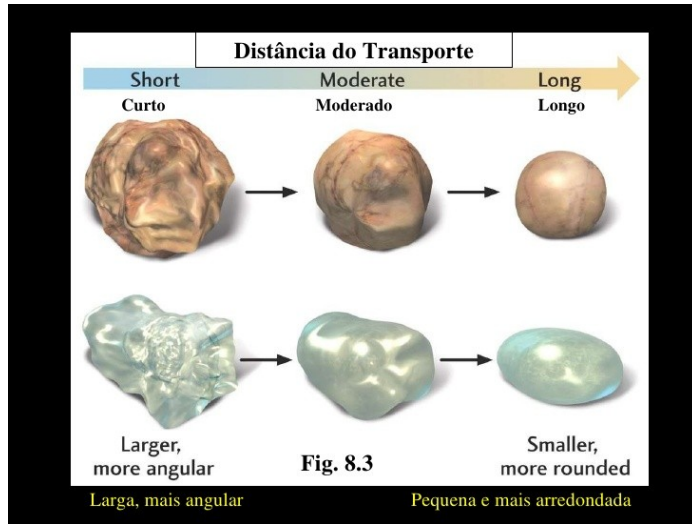 Distância do Transporte
Short Moderate Long
Curto Moderado Longo
Larger,
more angular
Fig. 8.3
Smaller,
more rounded
Larga, mais angular
Pequena e mais arredondada